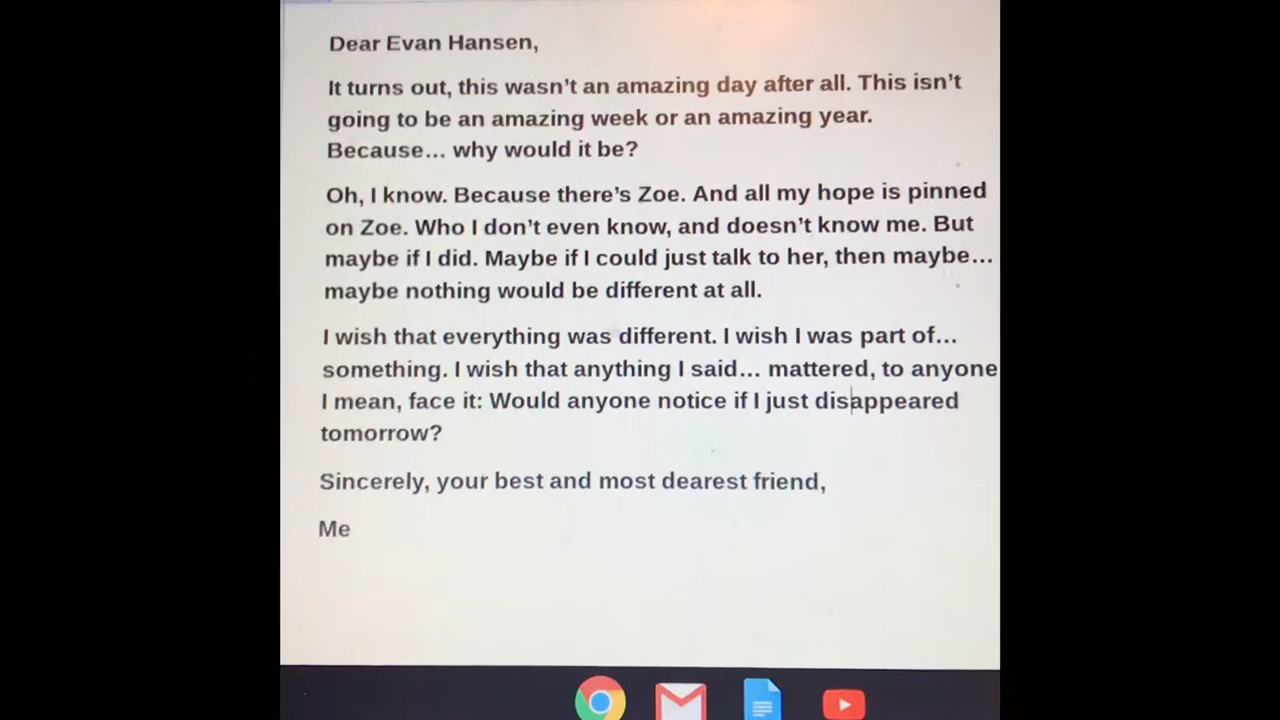 Dear Evan Hansen,
It turns out, this wasn't an amazing day after all. This isn't
going to be an amazing week or an amazing year.
Because… why would it be?
Oh, I know. Because there's Zoe. And all my hope is pinned
on Zoe. Who I don't even know, and doesn't know me. But
maybe if I did. Maybe if I could just talk to her, then maybe…
maybe nothing would be different at all.
I wish that everything was different. I wish I was part of…
something. I wish that anything I said… mattered, to anyone
I mean, face it: Would anyone notice if I just disappeared
tomorrow?
Sincerely, your best and most dearest friend,
Me